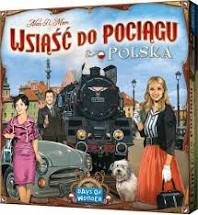 Alan R. Moon
WSIĄŚĆ DO POCIĄGU
POLSKA
DAYS OF
WONDER